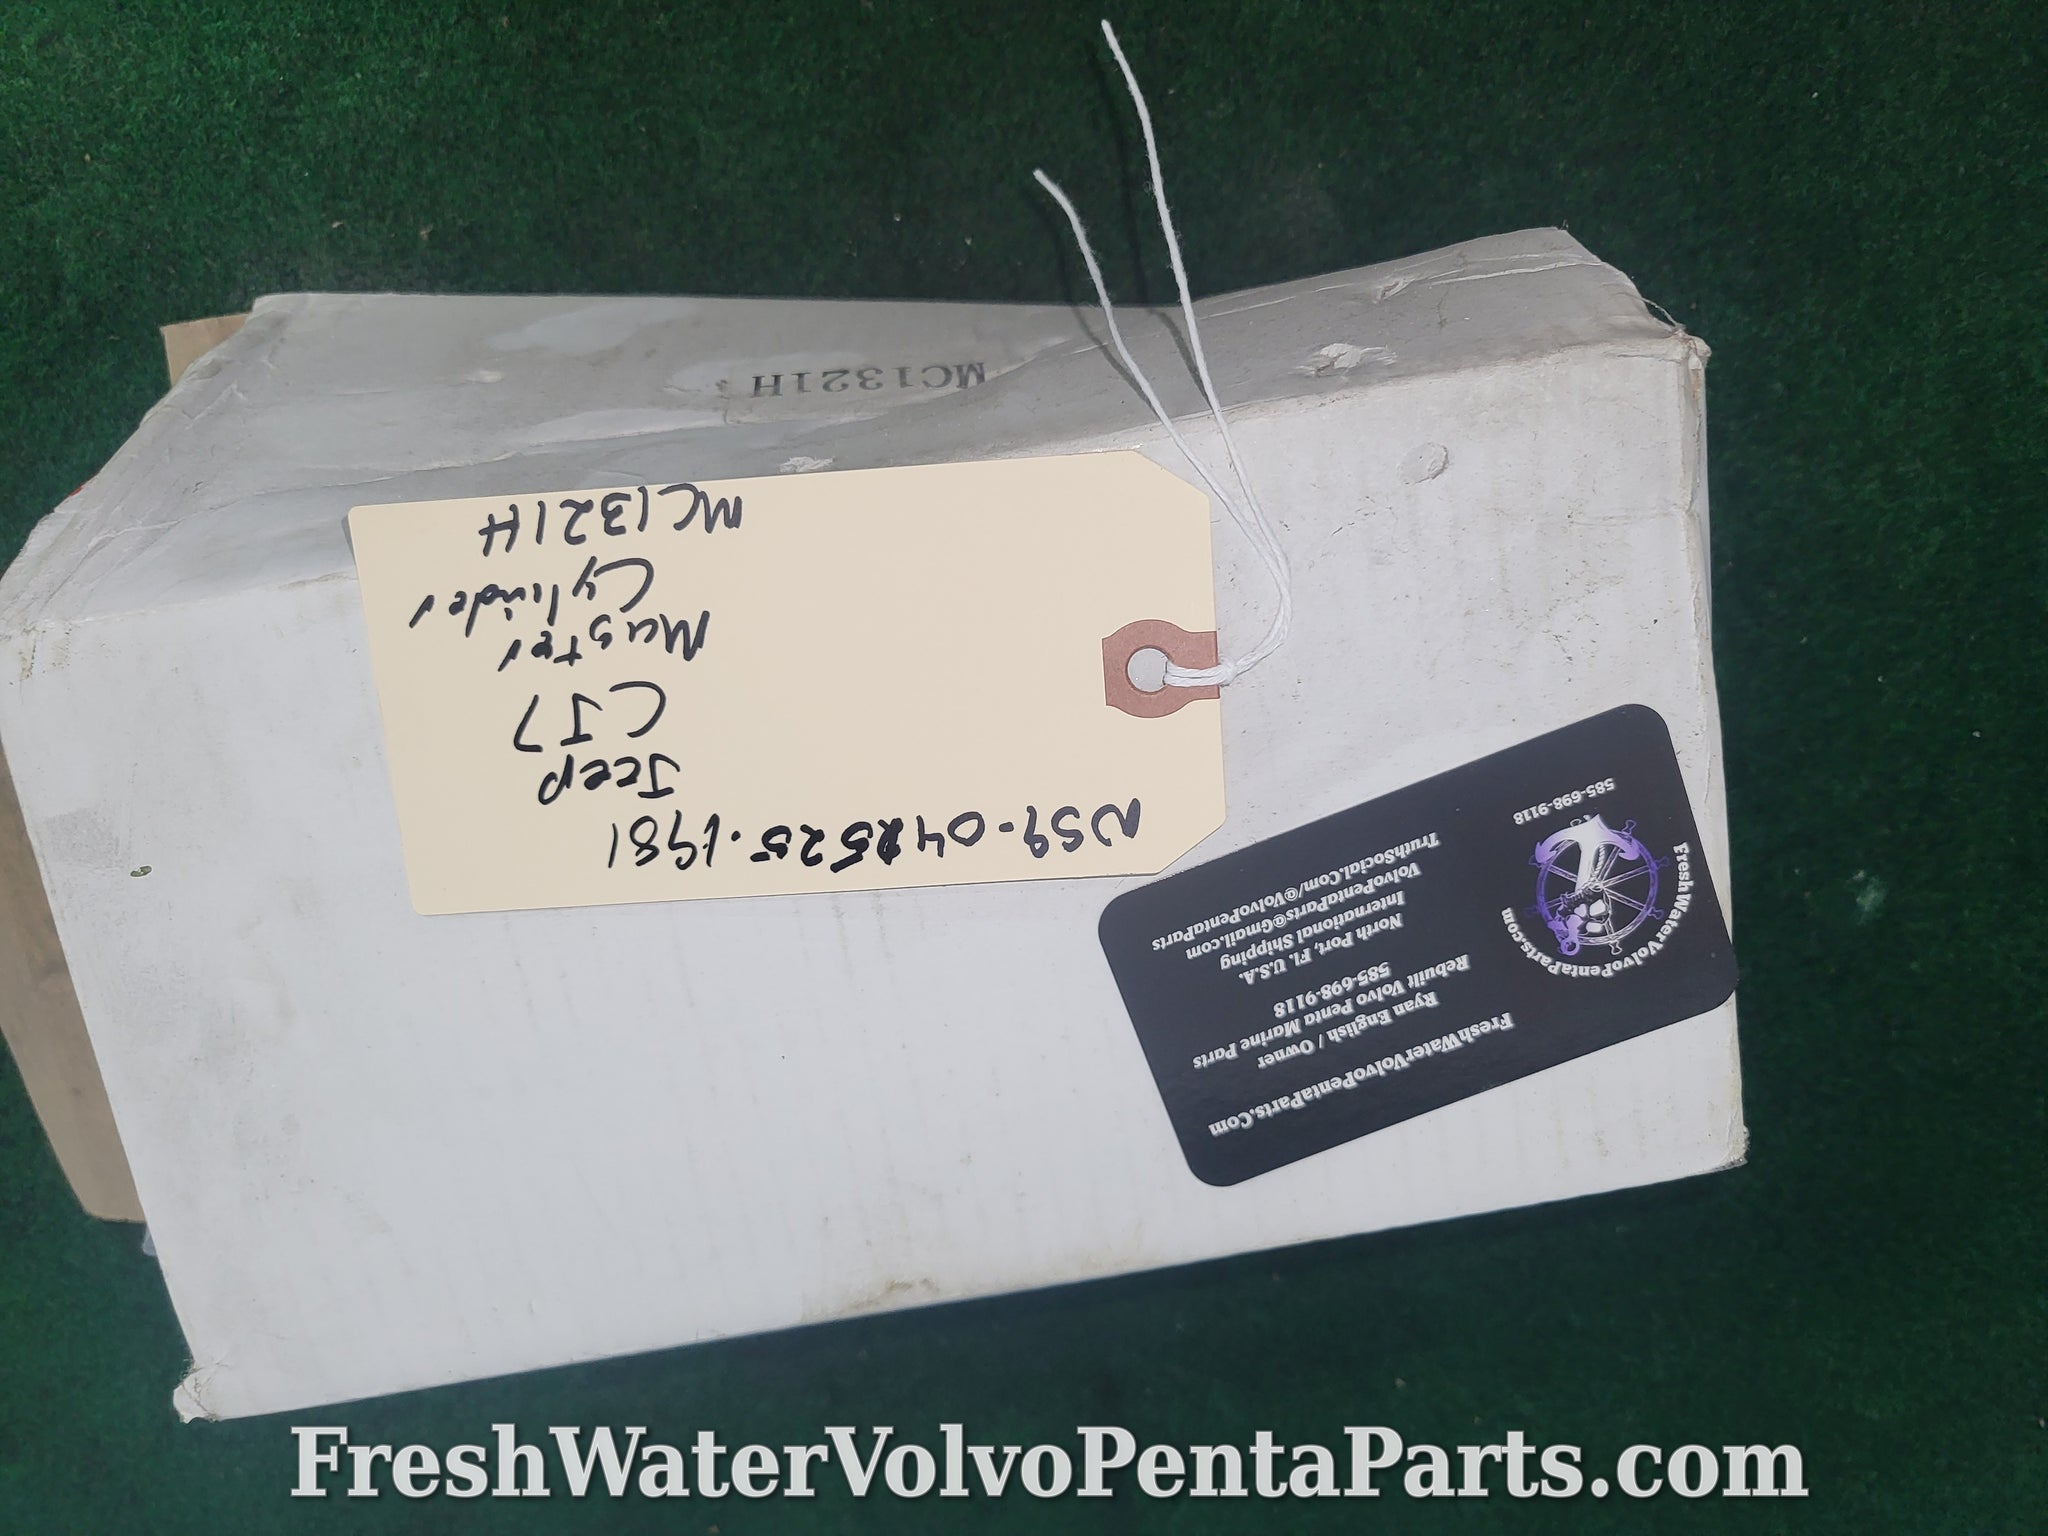 MC1321H
NS9-042525-1981
Jeep
CJ7
Master
Cylinder
MC1321H
FreshWaterVolvoPentaParts.Com
Ryan English / Owner
Rebuilt Volvo Penta Marine Parts
585-698-9118
North Port, Fl. U.S.A.
International Shipping
VolvoPentaParts@Gmail.com
TruthSocial.Com/@VolvoPentaParts
FreshWaterVolvoPentaParts.com
585-698-9118
FreshWaterVolvoPentaParts.com